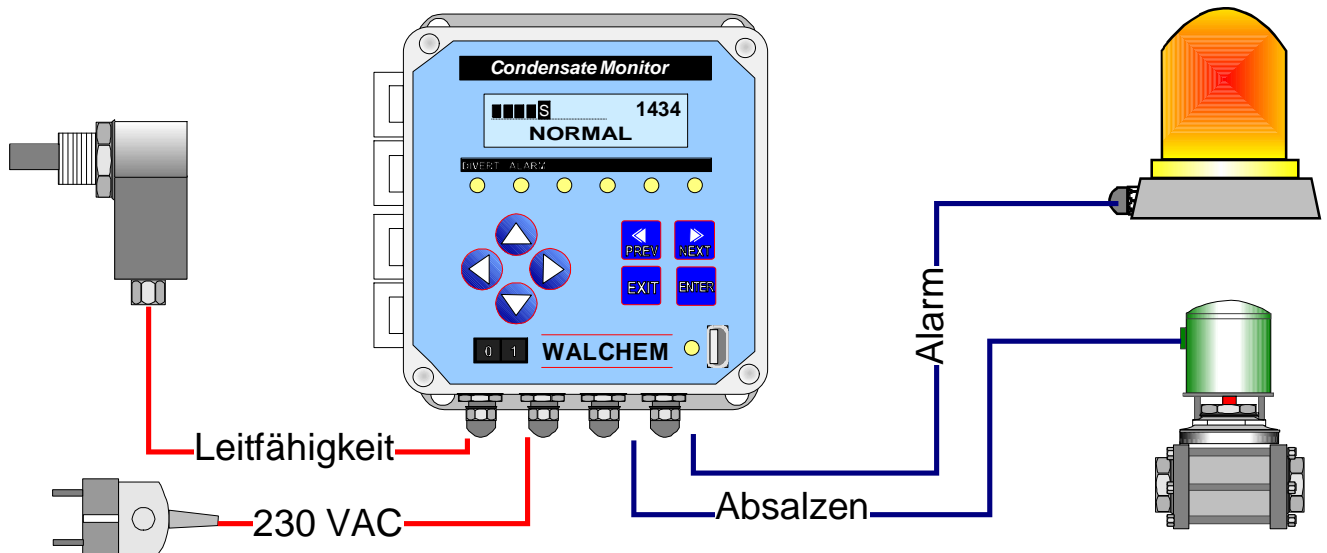 Condensate Monitor
S 1434
NORMAL
DIVERT ALARM
PREV NEXT
EXIT ENTER
0 1 WALCHEM
Alarm
Leitfähigkeit
Absalzen
230 VAC